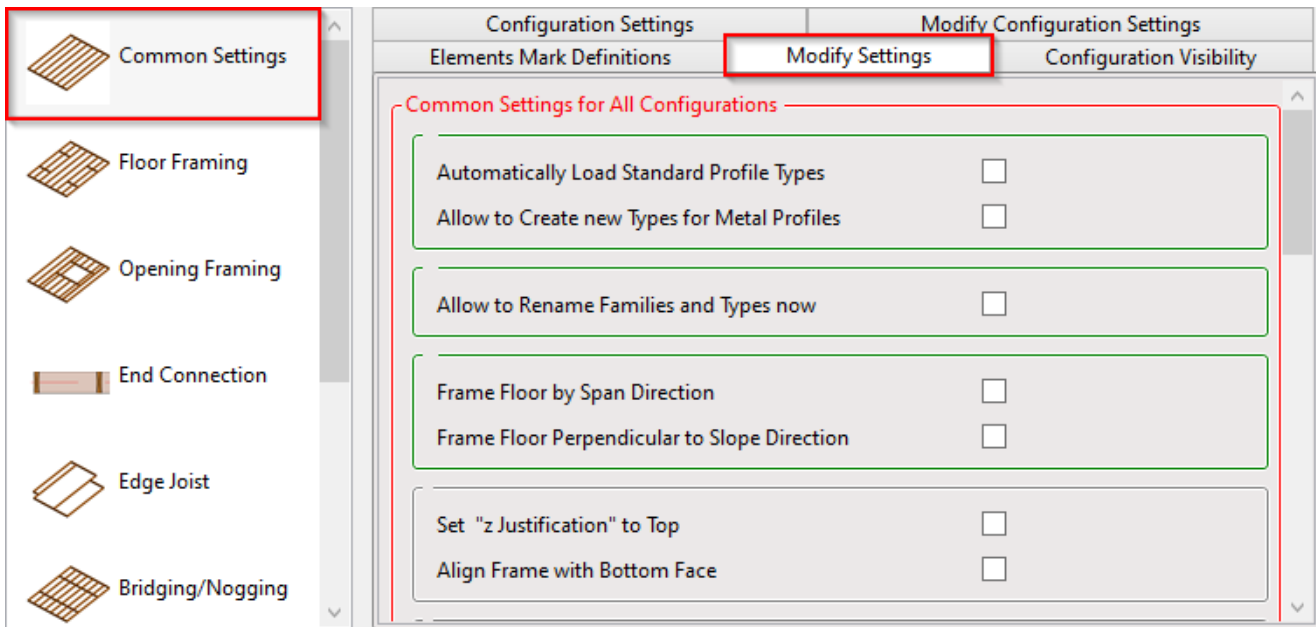 Common Settings
Floor Framing
Opening Framing
End Connection
Edge Joist
Bridging/Nogging
Configuration Settings
Modify Configuration Settings
Elements Mark Definitions
Modify Settings
Configuration Visibility
Common Settings for All Configurations
Automatically Load Standard Profile Types
Allow to Create new Types for Metal Profiles
Allow to Rename Families and Types now
Frame Floor by Span Direction
Frame Floor Perpendicular to Slope Direction
Set "z Justification" to Top
Align Frame with Bottom Face